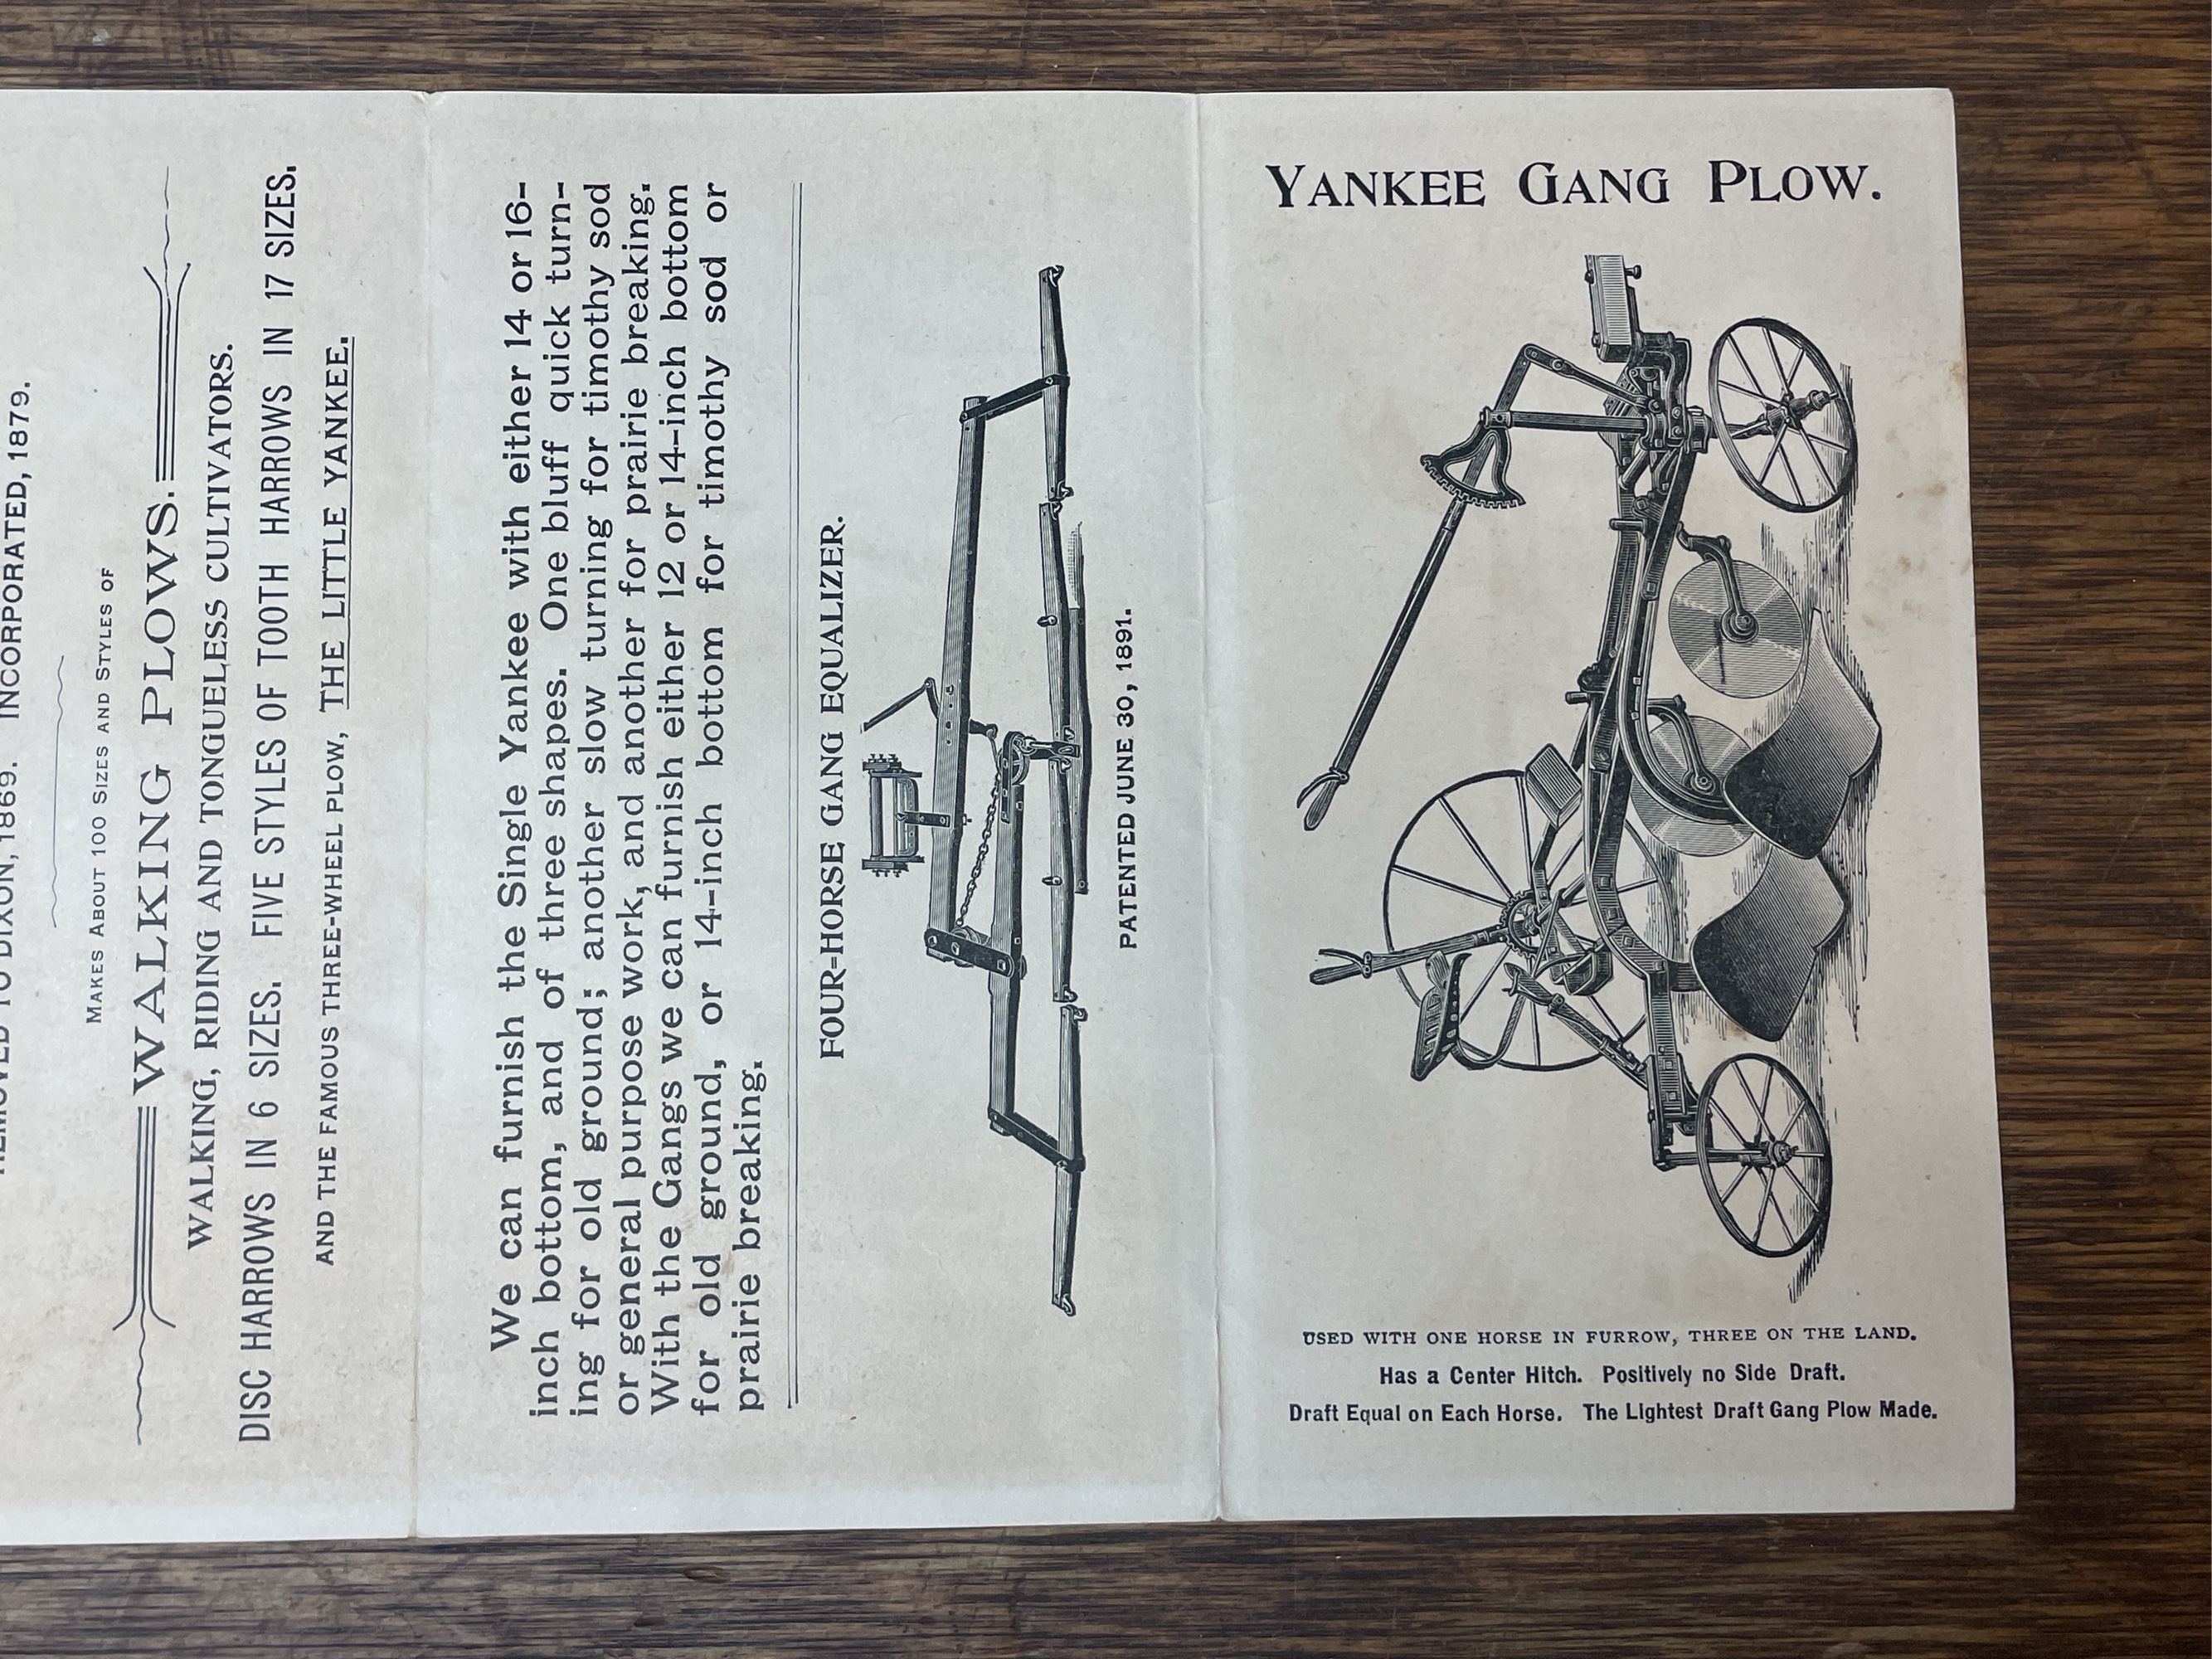 REMOVED TO DIXON, 1869. INCORPORATED, 1879.
MAKES ABOUT 100 SIZES AND STYLES OF
WALKING PLOWS.
WALKING, RIDING AND TONGUELESS CULTIVATORS.
DISC HARROWS IN 6 SIZES. FIVE STYLES OF TOOTH HARROWS IN 17 SIZES.
AND THE FAMOUS THREE-WHEEL PLOW, THE LITTLE YANKEE.
We can furnish the Single Yankee with either 14 or 16-
inch bottom, and of three shapes. One bluff quick turn-
ing for old ground; another slow turning for timothy sod
or general purpose work, and another for prairie breaking.
With the Gangs we can furnish either 12 or 14-inch bottom
for old ground, or 14-inch bottom for timothy sod or
prairie breaking.
FOUR-HORSE GANG EQUALIZER.
PATENTED JUNE 30, 1891.
YANKEE GANG PLOW.
USED WITH ONE HORSE IN FURROW, THREE ON THE LAND.
Has a Center Hitch. Positively no Side Draft.
Draft Equal on Each Horse. The Lightest Draft Gang Plow Made.